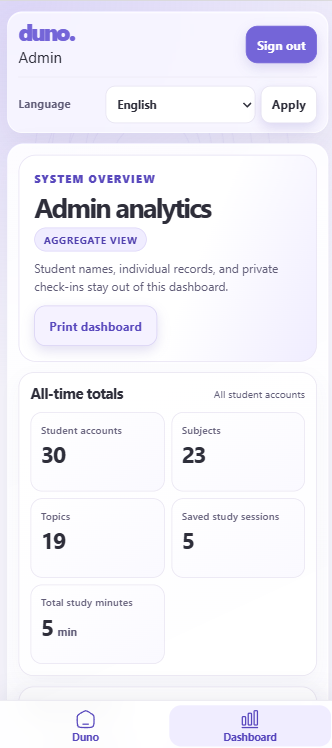 duno.
Admin
Sign out
Language
English
Apply
SYSTEM OVERVIEW
Admin analytics
AGGREGATE VIEW
Student names, individual records, and private
check-ins stay out of this dashboard.
Print dashboard
All-time totals
All student accounts
Student accounts
30
Subjects
23
Topics
19
Saved study sessions
5
Total study minutes
5 min
Duno
Dashboard